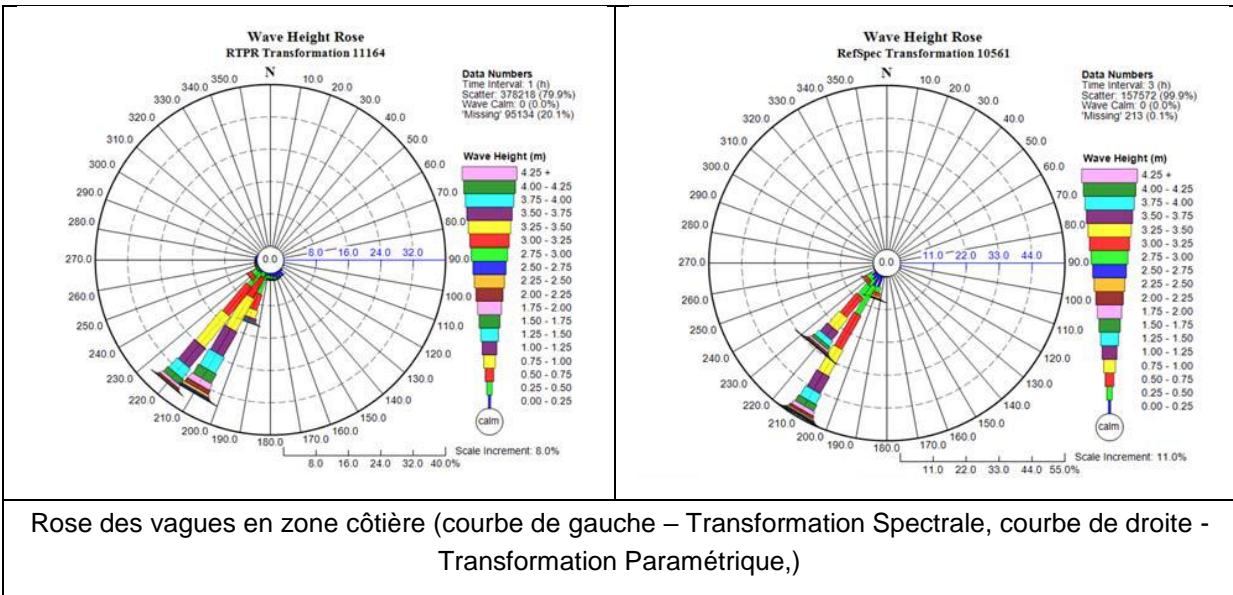 Wave Height Rose
RTPR Transformation 11164
N
10.0
20.0
30.0
40.0
50.0
60.0
70.0
80.0
90.0
100.0
110.0
120.0
130.0
140.0
150.0
160.0
170.0
180.0
190.0
200.0
210.0
220.0
230.0
240.0
250.0
260.0
270.0
280.0
290.0
300.0
310.0
320.0
330.0
340.0
350.0
0.0
8.0 16.0 24.0 32.0
Data Numbers
Time Interval: 1 (h)
Scatter: 378218 (79.9%)
Wave Calm: 0 (0.0%)
'Missing' 95134 (20.1%)
Wave Height (m)
4.25 +
4.00 - 4.25
3.75 - 4.00
3.50 - 3.75
3.25 - 3.50
3.00 - 3.25
2.75 - 3.00
2.50 - 2.75
2.25 - 2.50
2.00 - 2.25
1.75 - 2.00
1.50 - 1.75
1.25 - 1.50
1.00 - 1.25
0.75 - 1.00
0.50 - 0.75
0.25 - 0.50
0.00 - 0.25
calm
Scale Increment: 8.0%
8.0 16.0 24.0 32.0 40.0%
Wave Height Rose
RefSpec Transformation 10561
N
10.0
20.0
30.0
40.0
50.0
60.0
70.0
80.0
90.0
100.0
110.0
120.0
130.0
140.0
150.0
160.0
170.0
180.0
190.0
200.0
210.0
220.0
230.0
240.0
250.0
260.0
270.0
280.0
290.0
300.0
310.0
320.0
330.0
340.0
350.0
0.0
11.0 22.0 33.0 44.0
Data Numbers
Time Interval: 3 (h)
Scatter: 157572 (99.9%)
Wave Calm: 0 (0.0%)
'Missing' 213 (0.1%)
Wave Height (m)
4.25 +
4.00 - 4.25
3.75 - 4.00
3.50 - 3.75
3.25 - 3.50
3.00 - 3.25
2.75 - 3.00
2.50 - 2.75
2.25 - 2.50
2.00 - 2.25
1.75 - 2.00
1.50 - 1.75
1.25 - 1.50
1.00 - 1.25
0.75 - 1.00
0.50 - 0.75
0.25 - 0.50
0.00 - 0.25
calm
Scale Increment: 11.0%
11.0 22.0 33.0 44.0 55.0%
Rose des vagues en zone côtière (courbe de gauche – Transformation Spectrale, courbe de droite -
Transformation Paramétrique,)